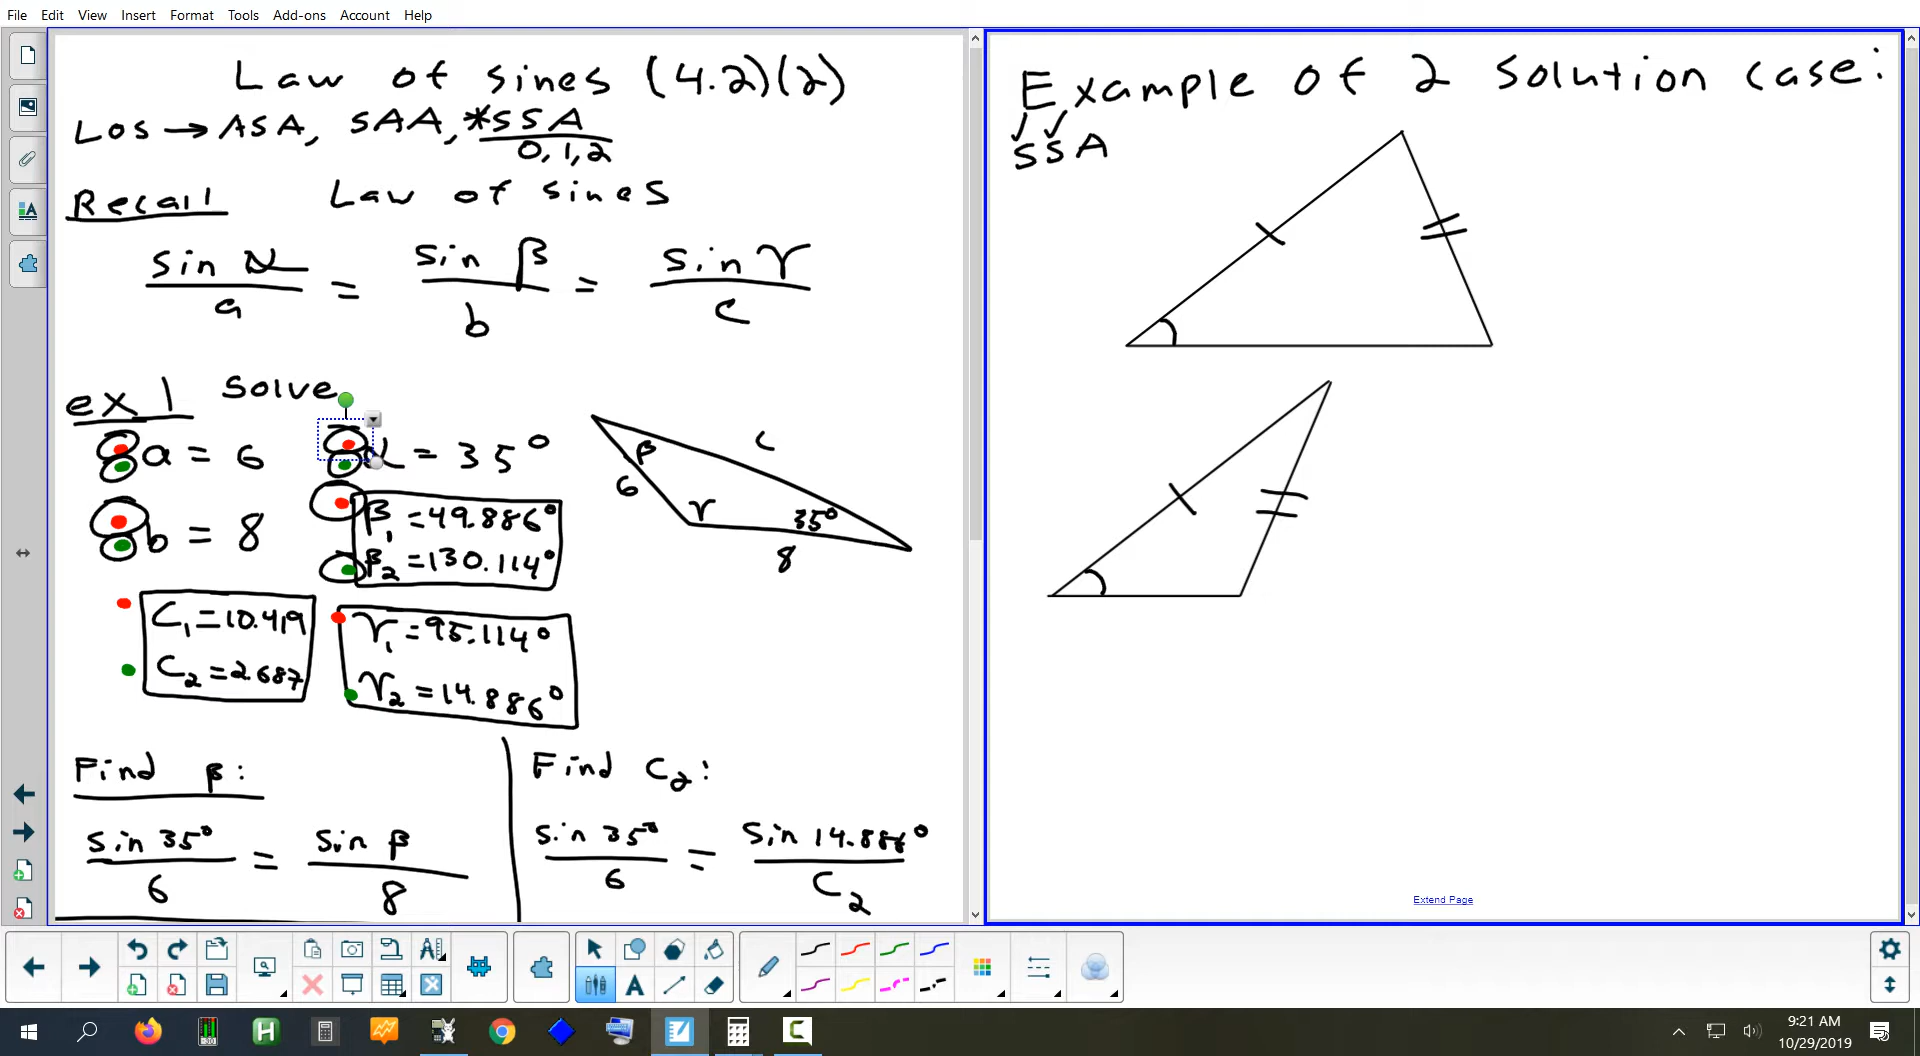 File Edit View Insert Format Tools Add-ons Account Help
Law of sines (4.2)(2)
LOS → ASA, SAA, *SSA
0, 1, 2
Recall Law of sines
sin α / a = sin β / b = sin γ / c
ex 1 Solve
a = 6 α = 35°
b = 8 β₁ = 49.886°
β₂ = 130.114°
C₁ = 10.419 γ₁ = 95.114°
C₂ = 2.687 γ₂ = 14.886°
β c
6 γ 35°
8
Find β:
sin 35° / 6 = sin β / 8
Find C₂:
sin 35° / 6 = sin 14.886° / C₂
Example of 2 solution case:
SSA
Extend Page
9:21 AM
10/29/2019